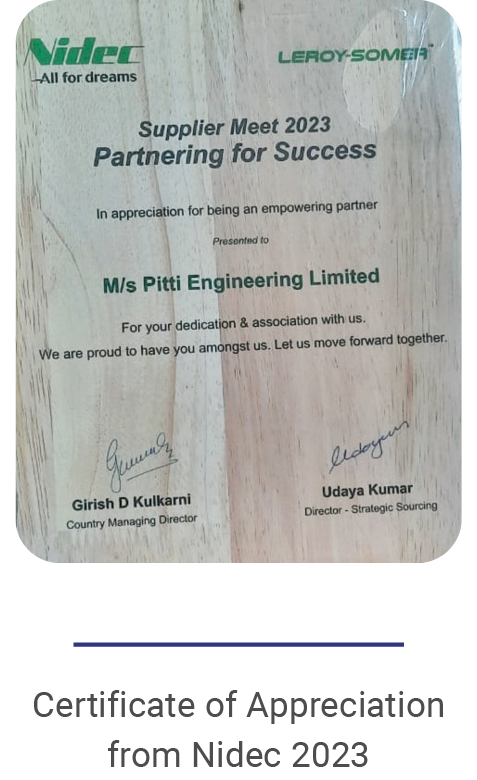 Nidec
All for dreams
LEROY-SOMER™
Supplier Meet 2023
Partnering for Success
In appreciation for being an empowering partner
Presented to
M/s Pitti Engineering Limited
For your dedication & association with us.
We are proud to have you amongst us. Let us move forward together.
Girish D Kulkarni
Country Managing Director
Udaya Kumar
Director - Strategic Sourcing
Certificate of Appreciation
from Nidec 2023